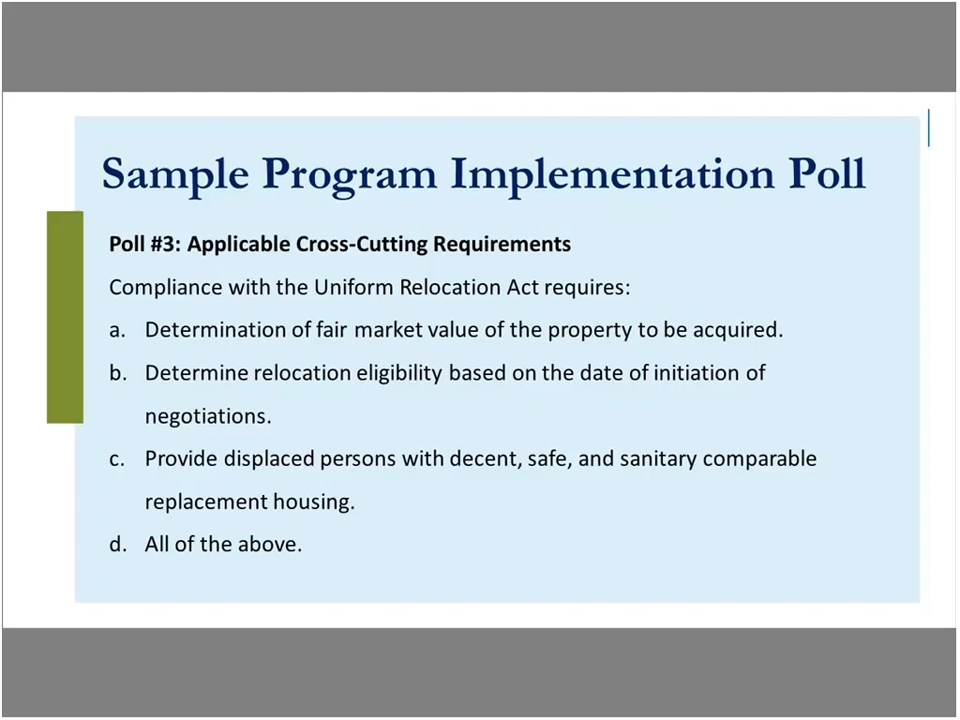 Sample Program Implementation Poll
Poll #3: Applicable Cross-Cutting Requirements
Compliance with the Uniform Relocation Act requires:
a. Determination of fair market value of the property to be acquired.
b. Determine relocation eligibility based on the date of initiation of
negotiations.
c. Provide displaced persons with decent, safe, and sanitary comparable
replacement housing.
d. All of the above.